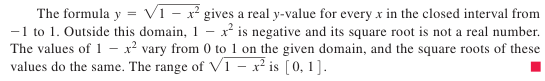 The formula y = √(1 − x²) gives a real y-value for every x in the closed interval from
−1 to 1. Outside this domain, 1 − x² is negative and its square root is not a real number.
The values of 1 − x² vary from 0 to 1 on the given domain, and the square roots of these
values do the same. The range of √(1 − x²) is [0, 1].